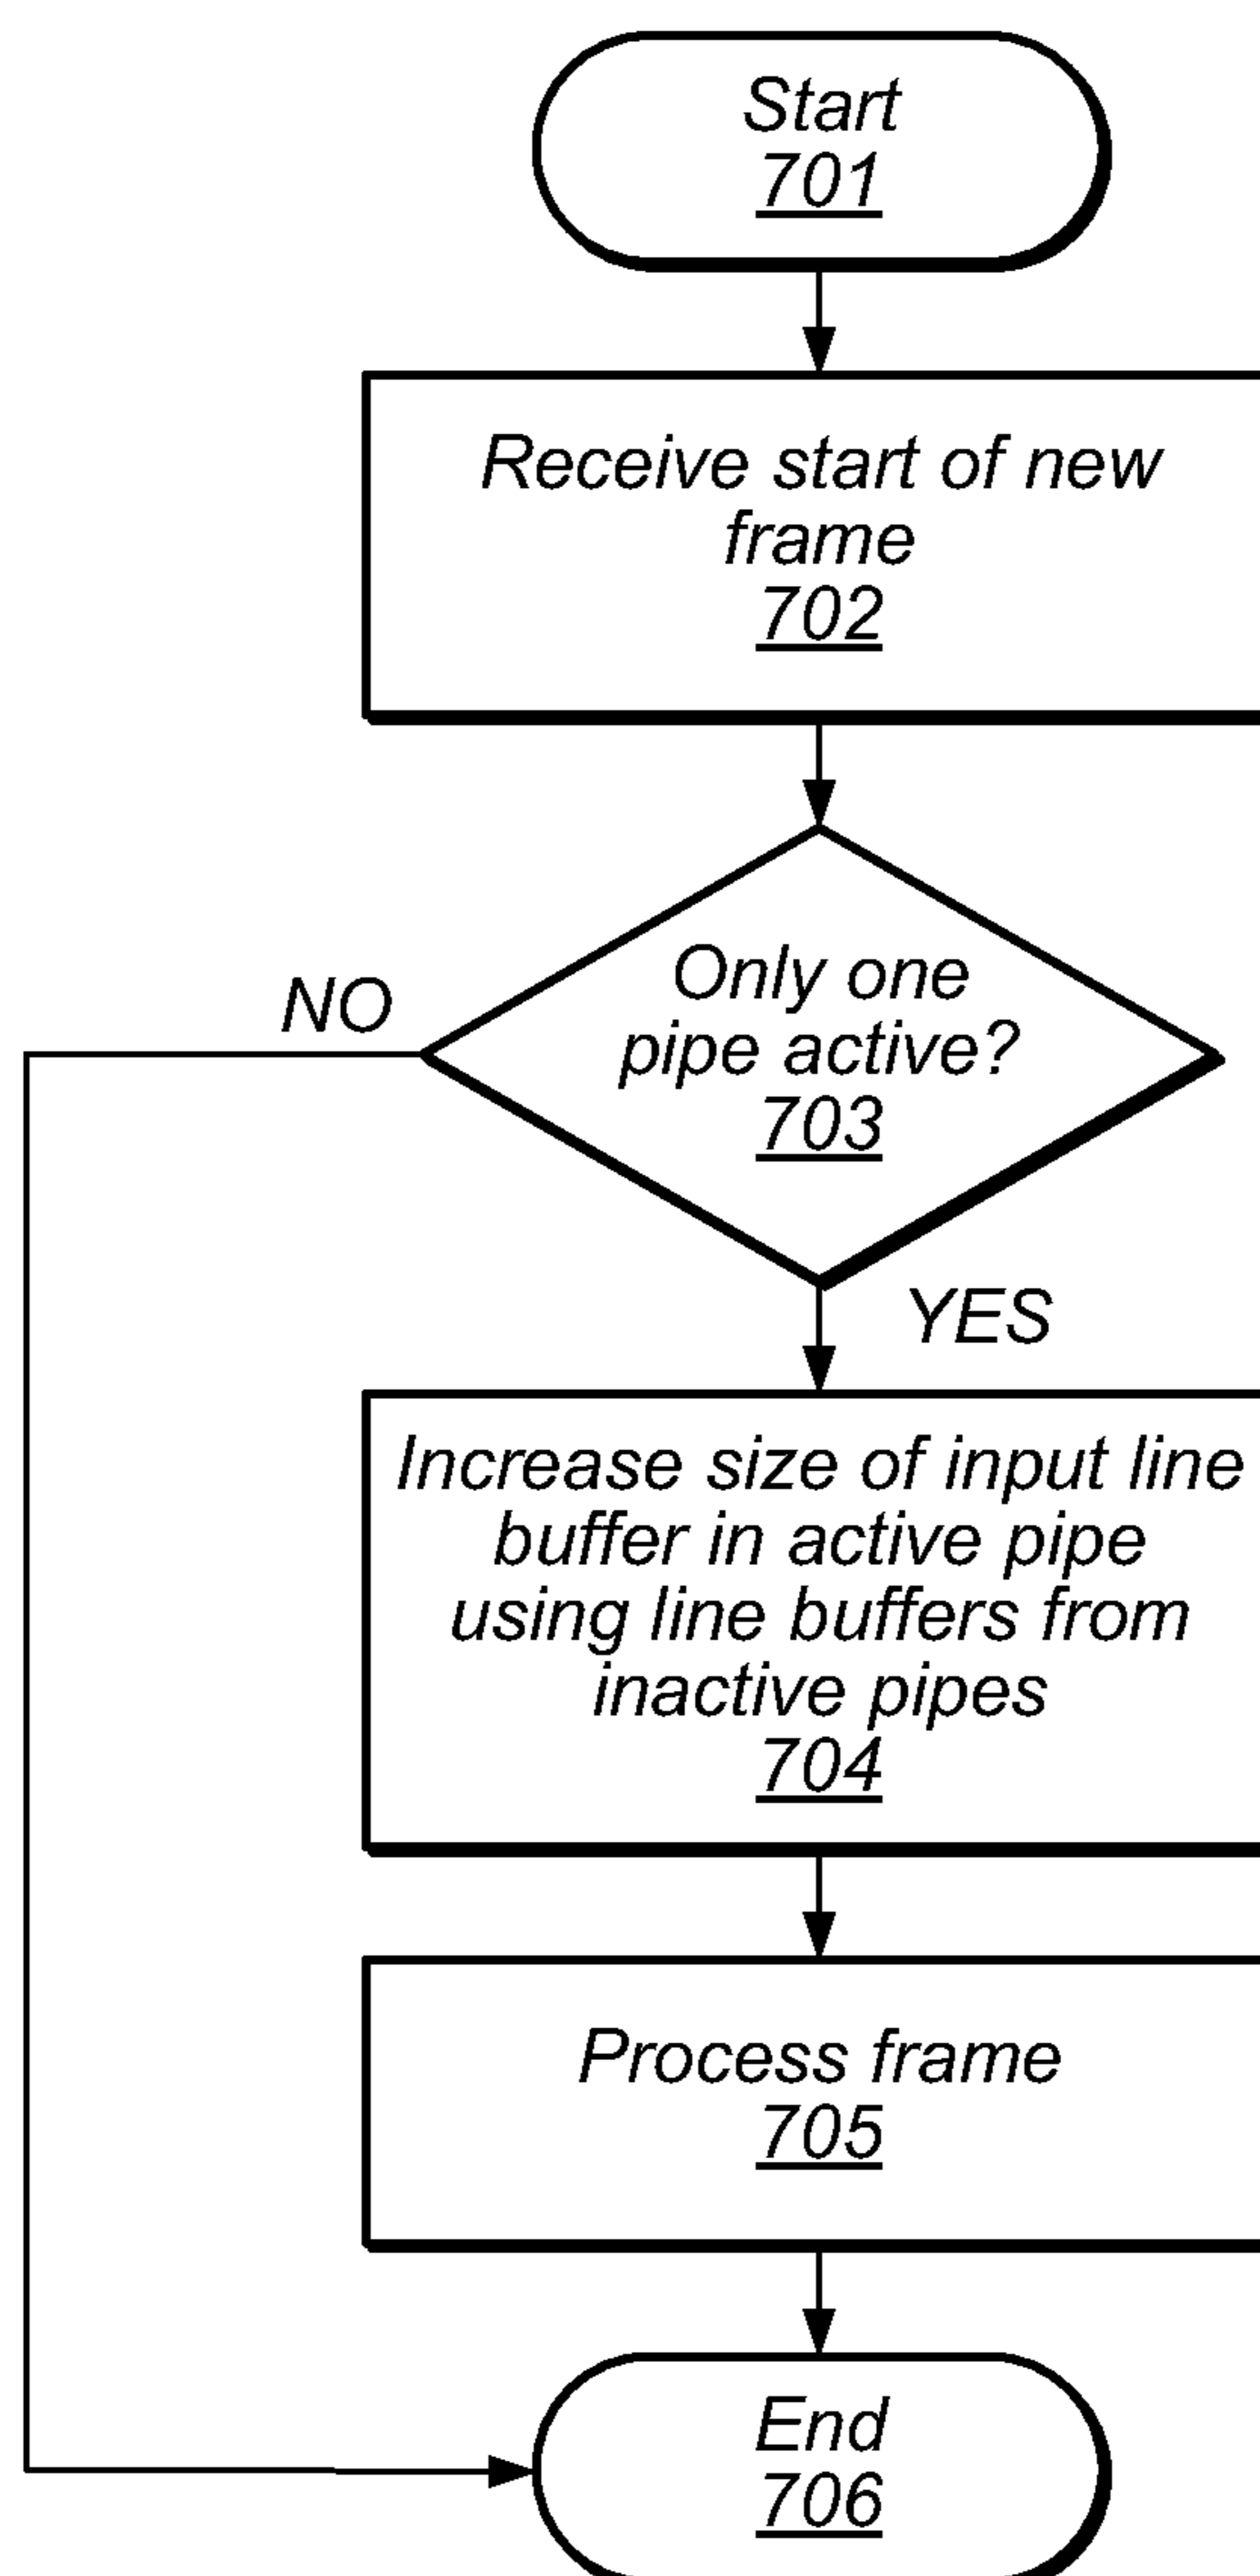 Start
701
Receive start of new
frame
702
Only one
pipe active?
703
NO
YES
Increase size of input line
buffer in active pipe
using line buffers from
inactive pipes
704
Process frame
705
End
706